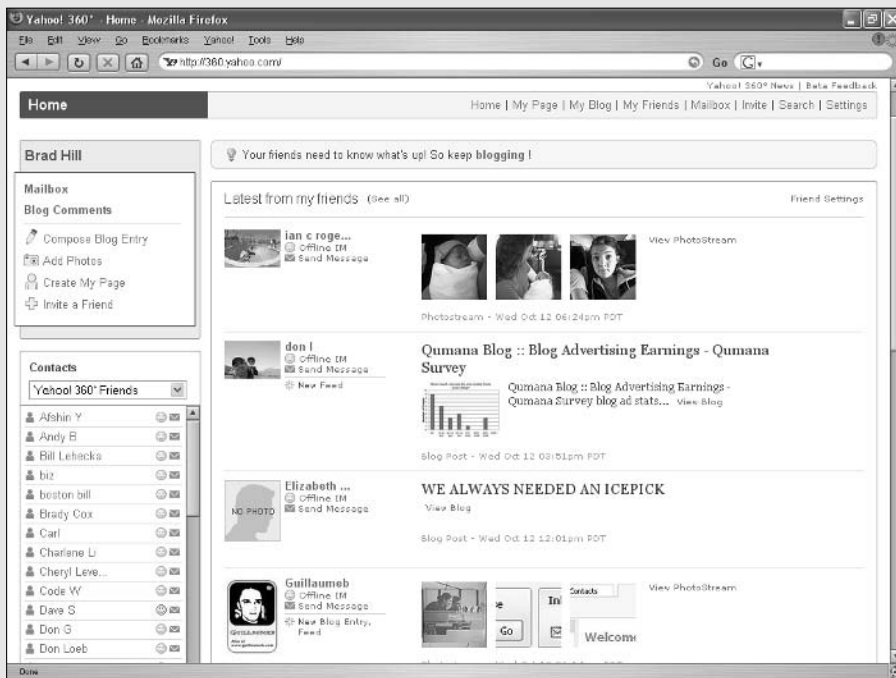 Yahoo! 360° - Home - Mozilla Firefox
File Edit View Go Bookmarks Yahoo! Tools Help
http://360.yahoo.com/ Go G
Yahoo! 360° News | Beta Feedback
Home
Home | My Page | My Blog | My Friends | Mailbox | Invite | Search | Settings
Brad Hill
Mailbox
Blog Comments
Compose Blog Entry
Add Photos
Create My Page
Invite a Friend
Contacts
Yahoo! 360° Friends
Afshin Y
Andy B
Bill Lehecka
biz
boston bill
Brady Cox
Carl
Charlene Li
Cheryl Leve...
Code W
Dave S
Don G
Don Loeb
Your friends need to know what's up! So keep blogging !
Latest from my friends (See all)
Friend Settings
ian c roge...
Offline IM
Send Message
View PhotoStream
Photostream - Wed Oct 12 06:24pm PDT
don l
Offline IM
Send Message
New Feed
Qumana Blog :: Blog Advertising Earnings - Qumana
Survey
Qumana Blog :: Blog Advertising Earnings -
Qumana Survey blog ad stats... View Blog
Blog Post - Wed Oct 12 03:51pm PDT
NO PHOTO
Elizabeth ...
Offline IM
Send Message
WE ALWAYS NEEDED AN ICEPICK
View Blog
Blog Post - Wed Oct 12 12:01pm PDT
Guillaumeb
Offline IM
Send Message
New Blog Entry,
Feed
Go
Contacts
Welcome
View PhotoStream
Done